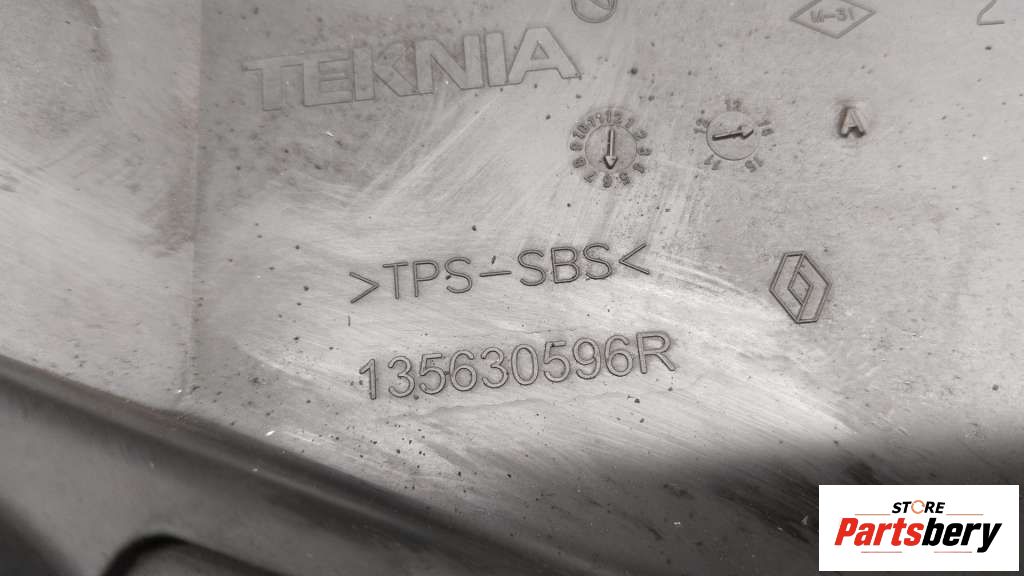 TEKNIA
A
>TPS-SBS<
135630596R
STORE
Partsbery